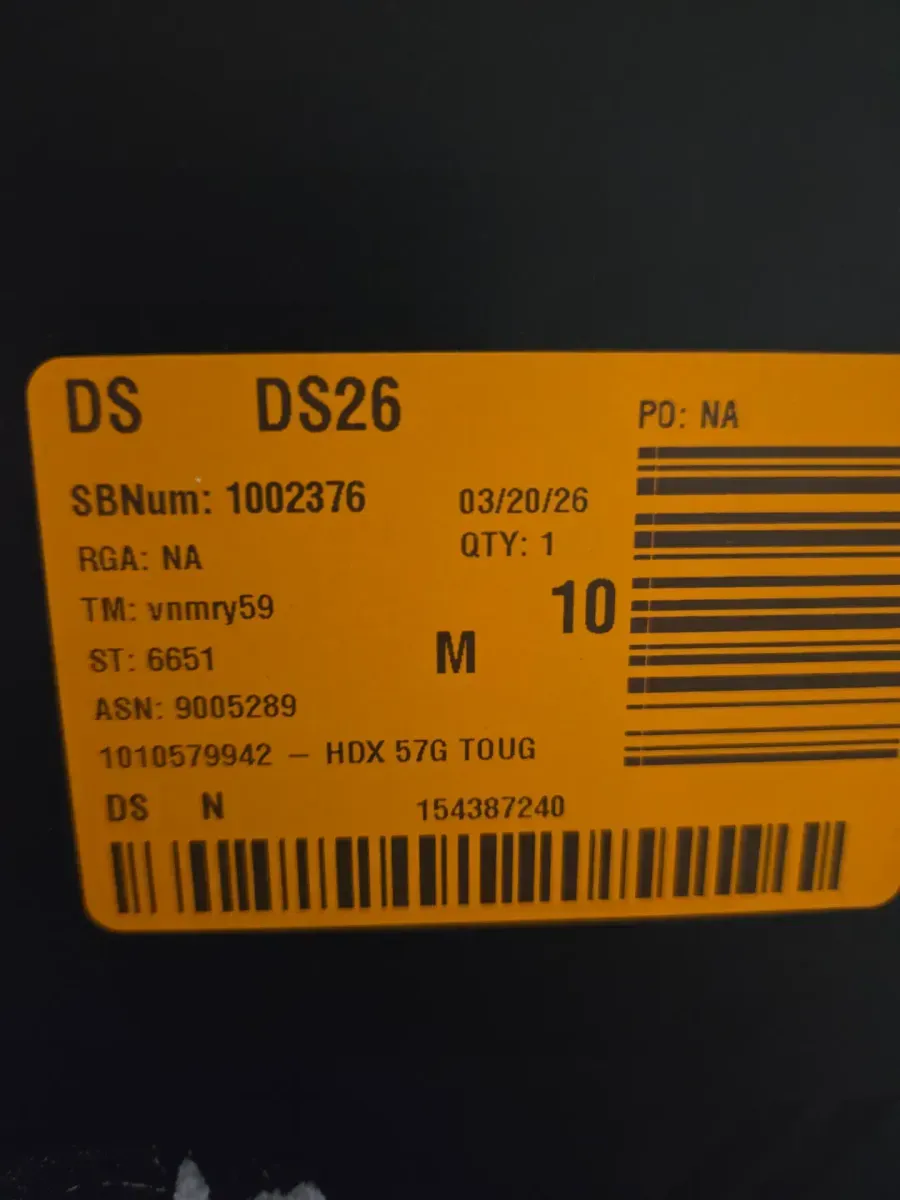 DS DS26
PO: NA
SBNum: 1002376 03/20/26
RGA: NA QTY: 1
TM: vnmry59 10
ST: 6651 M
ASN: 9005289
1010579942 – HDX 57G TOUG
DS N 154387240